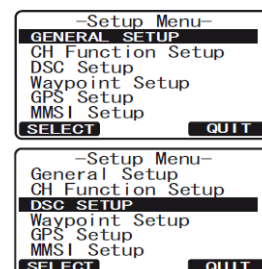 -Setup Menu-
GENERAL SETUP
CH Function Setup
DSC Setup
Waypoint Setup
GPS Setup
MMSI Setup
SELECT QUIT
-Setup Menu-
General Setup
CH Function Setup
DSC SETUP
Waypoint Setup
GPS Setup
MMSI Setup
SELECT QUIT